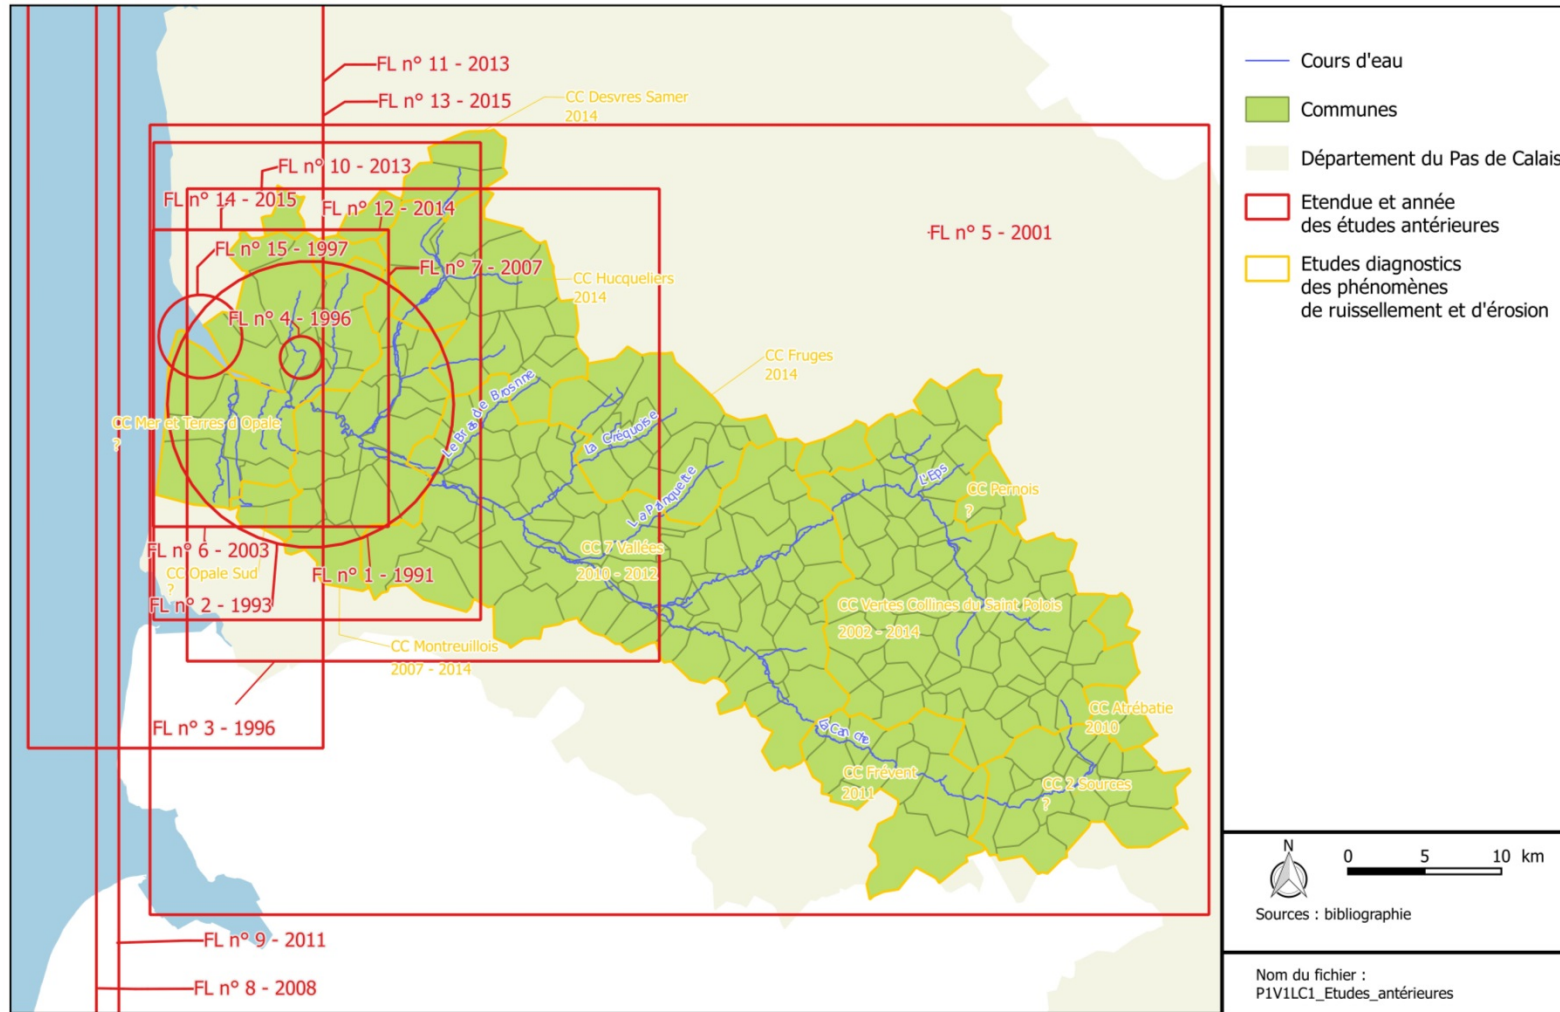 FL n° 11 - 2013
FL n° 13 - 2015
CC Desvres Samer
2014
FL n° 10 - 2013
FL n° 14 - 2015
FL n° 12 - 2014
FL n° 5 - 2001
FL n° 15 - 1997
FL n° 7 - 2007
CC Hucqueliers
2014
FL n° 4 - 1996
CC Fruges
2014
Le Bras de Brosnne
La Créquoise
CC Mer et Terres d Opale
?
La Planquette
L'Eps
CC Pernois
?
FL n° 6 - 2003
CC Opale Sud
?
FL n° 1 - 1991
FL n° 2 - 1993
CC 7 Vallées
2010 - 2012
CC Vertes Collines du Saint Polois
2002 - 2014
CC Montreuillois
2007 - 2014
FL n° 3 - 1996
La Canche
CC Atrébatie
2010
CC Frévent
2011
CC 2 Sources
?
FL n° 9 - 2011
FL n° 8 - 2008
Cours d'eau
Communes
Département du Pas de Calais
Etendue et année
des études antérieures
Etudes diagnostics
des phénomènes
de ruissellement et d'érosion
N
0 5 10 km
Sources : bibliographie
Nom du fichier :
P1V1LC1_Etudes_antérieures